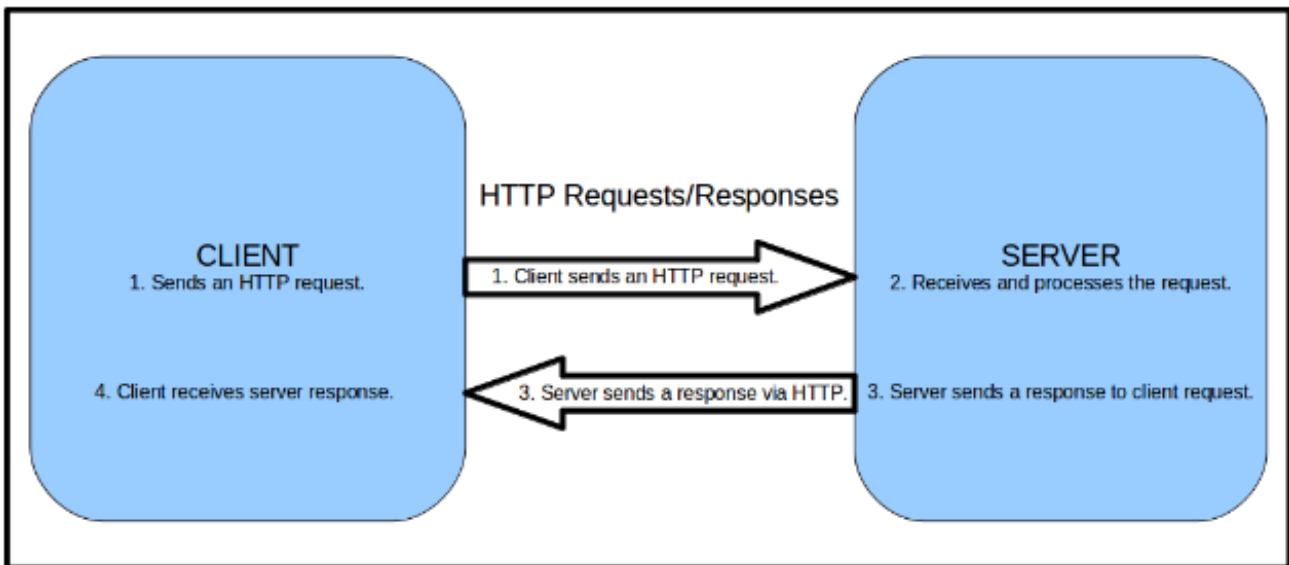 HTTP Requests/Responses
CLIENT
1. Sends an HTTP request.
1. Client sends an HTTP request.
SERVER
2. Receives and processes the request.
4. Client receives server response.
3. Server sends a response via HTTP.
3. Server sends a response to client request.